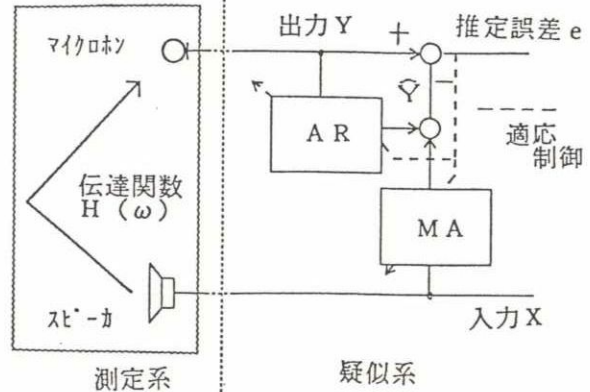 マイクロホン
出力Y
+
推定誤差 e
Ŷ
−
AR
適応
制御
伝達関数
H(ω)
MA
スピーカ
入力X
測定系
疑似系